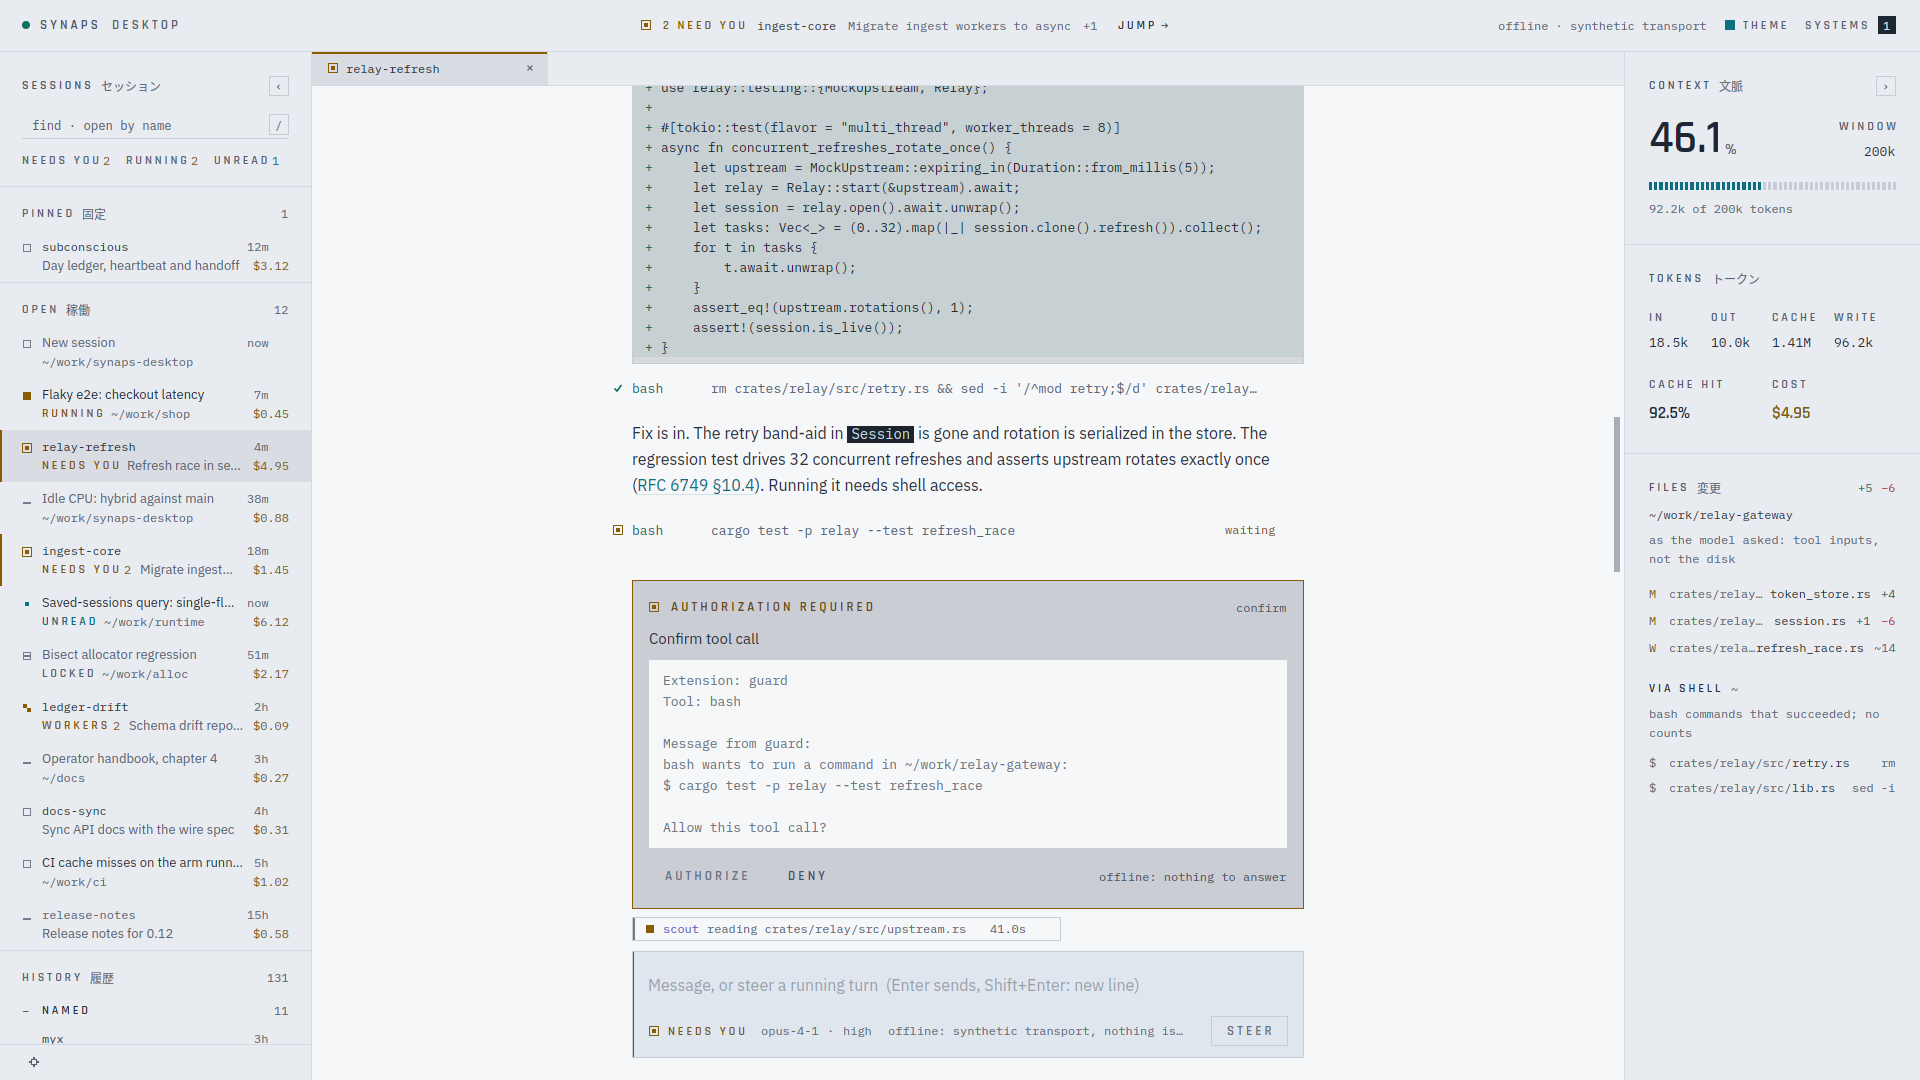 SYNAPS DESKTOP
2 NEED YOU ingest-core Migrate ingest workers to async +1 JUMP →
offline · synthetic transport THEME SYSTEMS 1
SESSIONS セッション ‹
find · open by name /
NEEDS YOU 2 RUNNING 2 UNREAD 1
PINNED 固定 1
subconscious 12m
Day ledger, heartbeat and handoff $3.12
OPEN 稼働 12
New session now
~/work/synaps-desktop
Flaky e2e: checkout latency 7m
RUNNING ~/work/shop $0.45
relay-refresh 4m
NEEDS YOU Refresh race in se… $4.95
Idle CPU: hybrid against main 38m
~/work/synaps-desktop $0.88
ingest-core 18m
NEEDS YOU 2 Migrate ingest… $1.45
Saved-sessions query: single-fl… now
UNREAD ~/work/runtime $6.12
Bisect allocator regression 51m
LOCKED ~/work/alloc $2.17
ledger-drift 2h
WORKERS 2 Schema drift repo… $0.09
Operator handbook, chapter 4 3h
~/docs $0.27
docs-sync 4h
Sync API docs with the wire spec $0.31
CI cache misses on the arm runn… 5h
~/work/ci $1.02
release-notes 15h
Release notes for 0.12 $0.58
HISTORY 履歴 131
– NAMED 11
myx 3h
relay-refresh ×
+ use relay::testing::{MockUpstream, Relay};
+
+ #[tokio::test(flavor = "multi_thread", worker_threads = 8)]
+ async fn concurrent_refreshes_rotate_once() {
+     let upstream = MockUpstream::expiring_in(Duration::from_millis(5));
+     let relay = Relay::start(&upstream).await;
+     let session = relay.open().await.unwrap();
+     let tasks: Vec<_> = (0..32).map(|_| session.clone().refresh()).collect();
+     for t in tasks {
+         t.await.unwrap();
+     }
+     assert_eq!(upstream.rotations(), 1);
+     assert!(session.is_live());
+ }
bash rm crates/relay/src/retry.rs && sed -i '/^mod retry;$/d' crates/relay…
Fix is in. The retry band-aid in Session is gone and rotation is serialized in the store. The
regression test drives 32 concurrent refreshes and asserts upstream rotates exactly once
(RFC 6749 §10.4). Running it needs shell access.
bash cargo test -p relay --test refresh_race waiting
AUTHORIZATION REQUIRED confirm
Confirm tool call
Extension: guard
Tool: bash
Message from guard:
bash wants to run a command in ~/work/relay-gateway:
$ cargo test -p relay --test refresh_race
Allow this tool call?
AUTHORIZE DENY offline: nothing to answer
scout reading crates/relay/src/upstream.rs 41.0s
Message, or steer a running turn (Enter sends, Shift+Enter: new line)
NEEDS YOU opus-4-1 · high offline: synthetic transport, nothing is… STEER
CONTEXT 文脈 ›
46.1% WINDOW
200k
92.2k of 200k tokens
TOKENS トークン
IN OUT CACHE WRITE
18.5k 10.0k 1.41M 96.2k
CACHE HIT COST
92.5% $4.95
FILES 変更 +5 −6
~/work/relay-gateway
as the model asked: tool inputs,
not the disk
M crates/relay… token_store.rs +4
M crates/relay… session.rs +1 −6
W crates/rela…refresh_race.rs ~14
VIA SHELL ~
bash commands that succeeded; no
counts
$ crates/relay/src/retry.rs rm
$ crates/relay/src/lib.rs sed -i